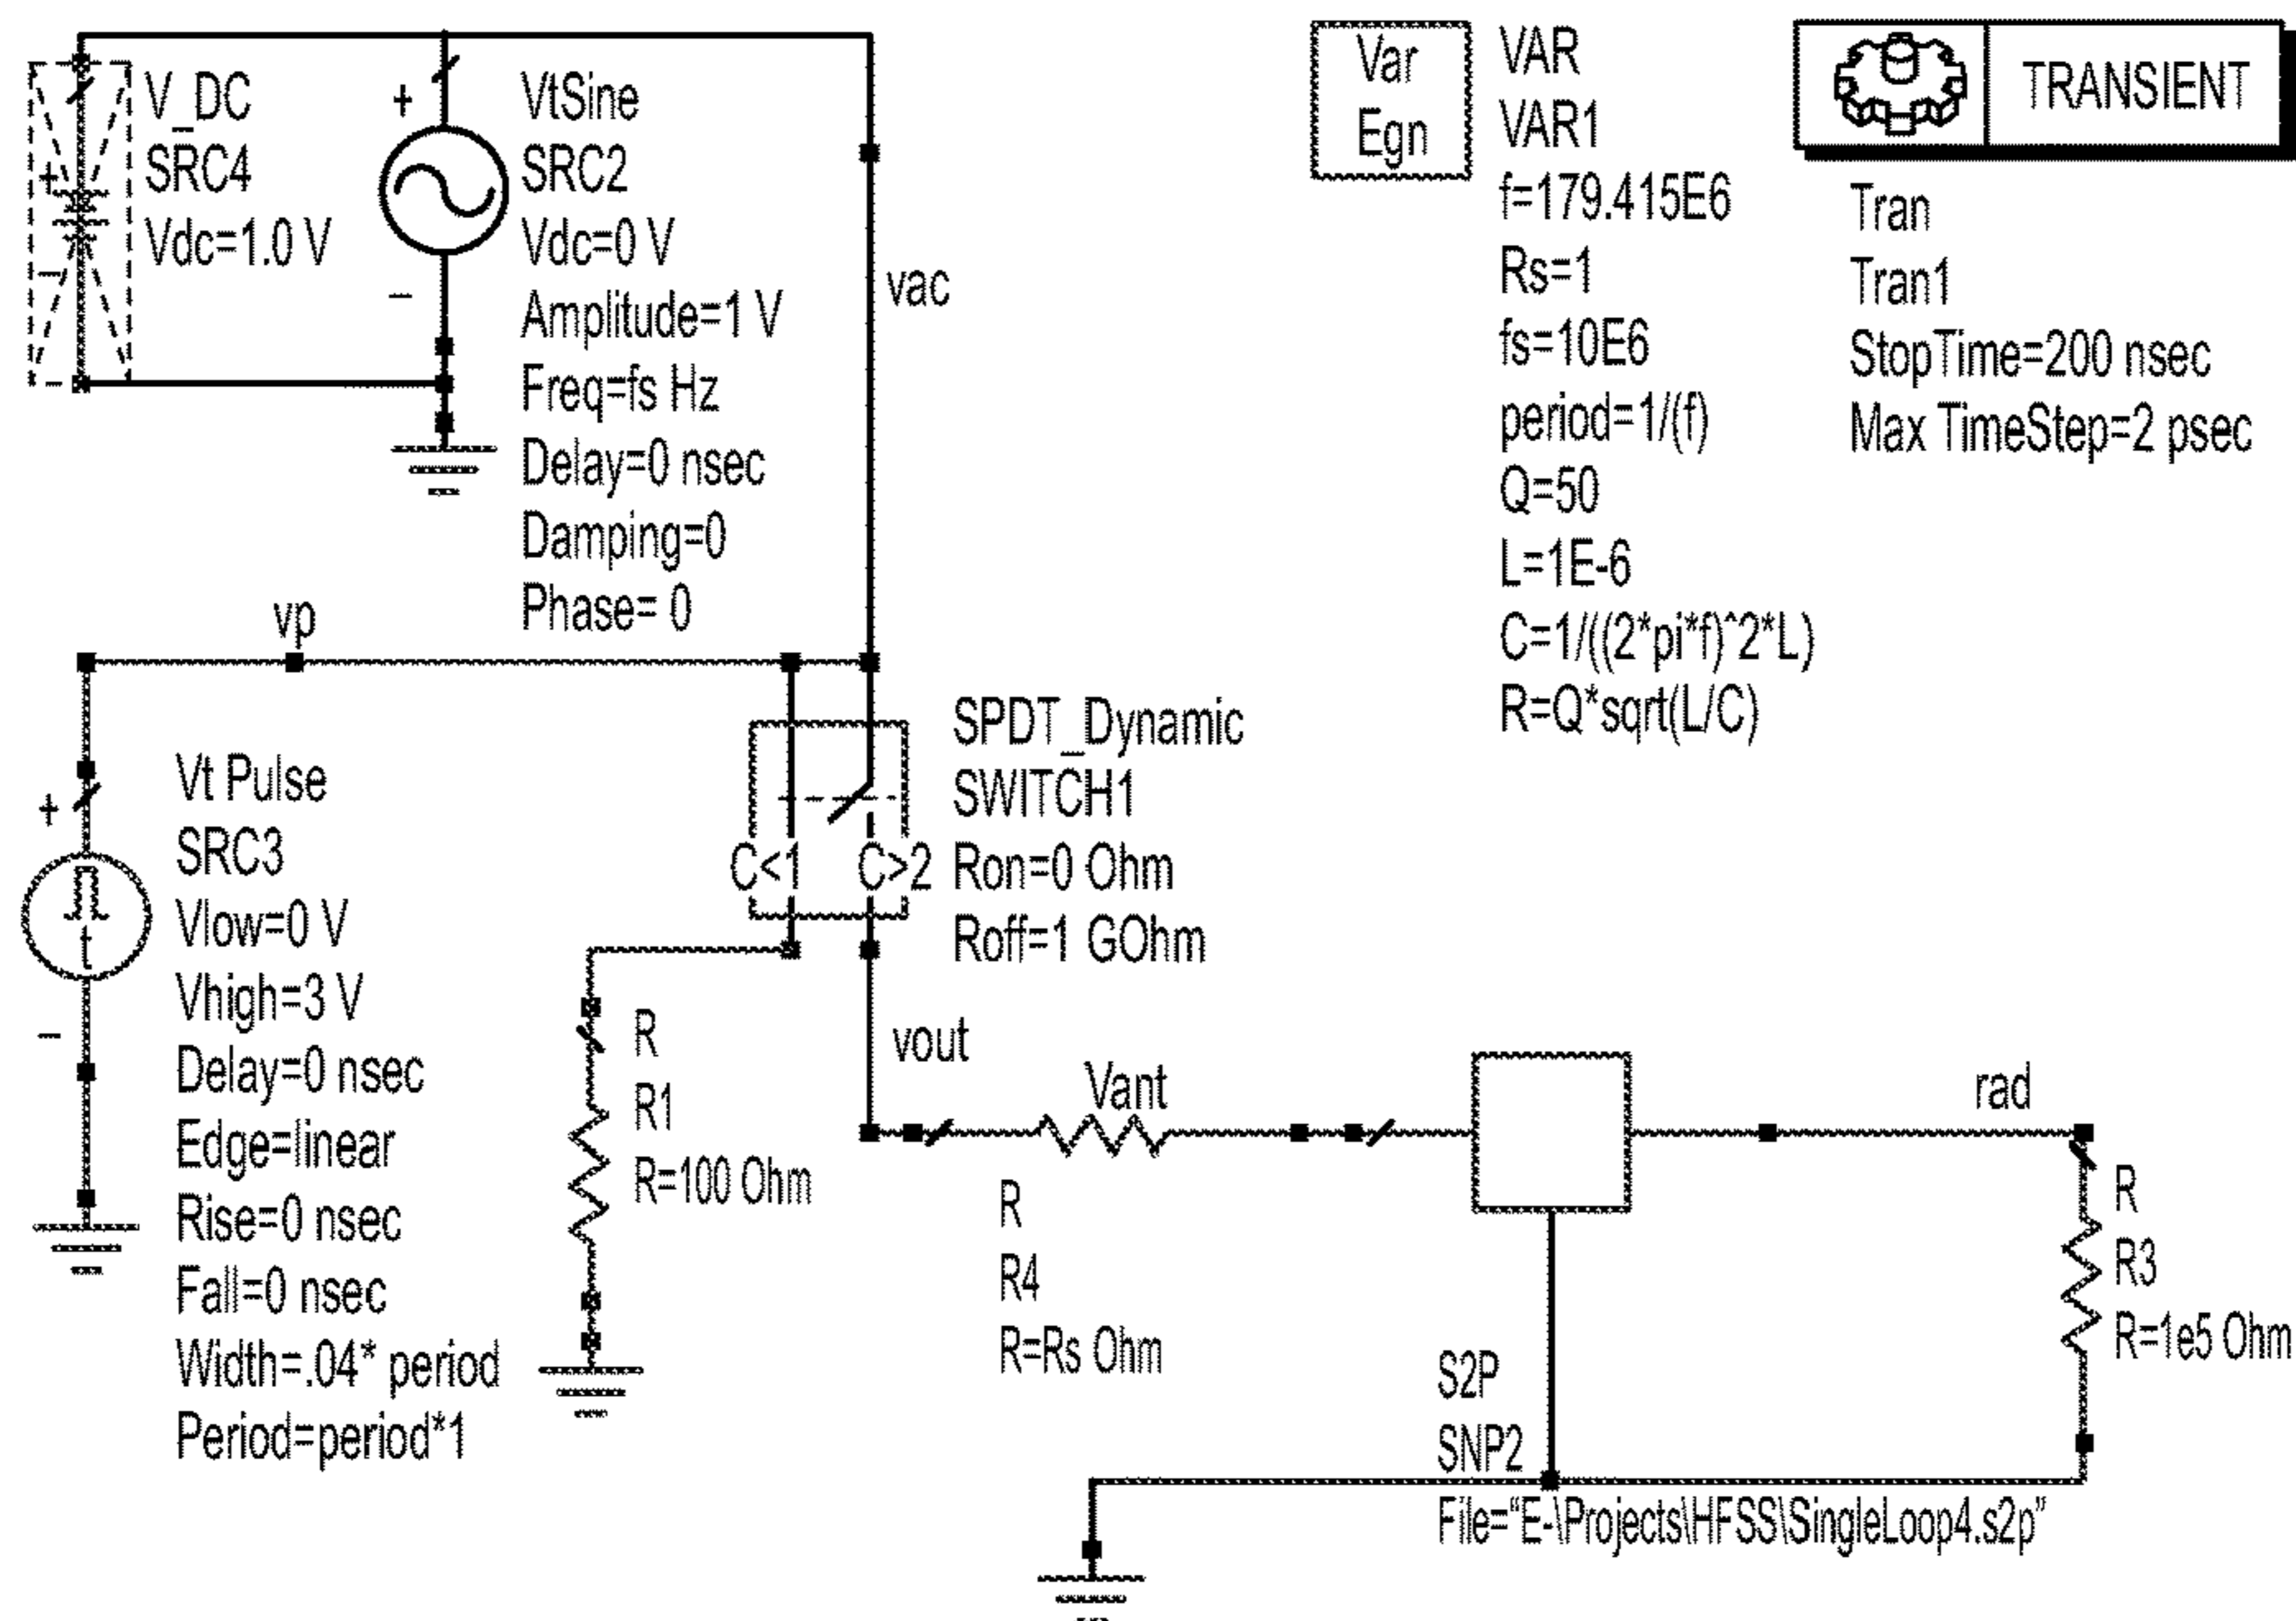 V_DC
SRC4
Vdc=1.0 V
+
−
+
−
VtSine
SRC2
Vdc=0 V
Amplitude=1 V
Freq=fs Hz
Delay=0 nsec
Damping=0
Phase= 0
vac
Var
Egn
VAR
VAR1
f=179.415E6
Rs=1
fs=10E6
period=1/(f)
Q=50
L=1E-6
C=1/((2*pi*f)^2*L)
R=Q*sqrt(L/C)
TRANSIENT
Tran
Tran1
StopTime=200 nsec
Max TimeStep=2 psec
vp
+
t
−
Vt Pulse
SRC3
Vlow=0 V
Vhigh=3 V
Delay=0 nsec
Edge=linear
Rise=0 nsec
Fall=0 nsec
Width=.04* period
Period=period*1
C<1
C>2
SPDT_Dynamic
SWITCH1
Ron=0 Ohm
Roff=1 GOhm
R
R1
R=100 Ohm
vout
Vant
R
R4
R=Rs Ohm
rad
R
R3
R=1e5 Ohm
S2P
SNP2
File="E-\Projects\HFSS\SingleLoop4.s2p"